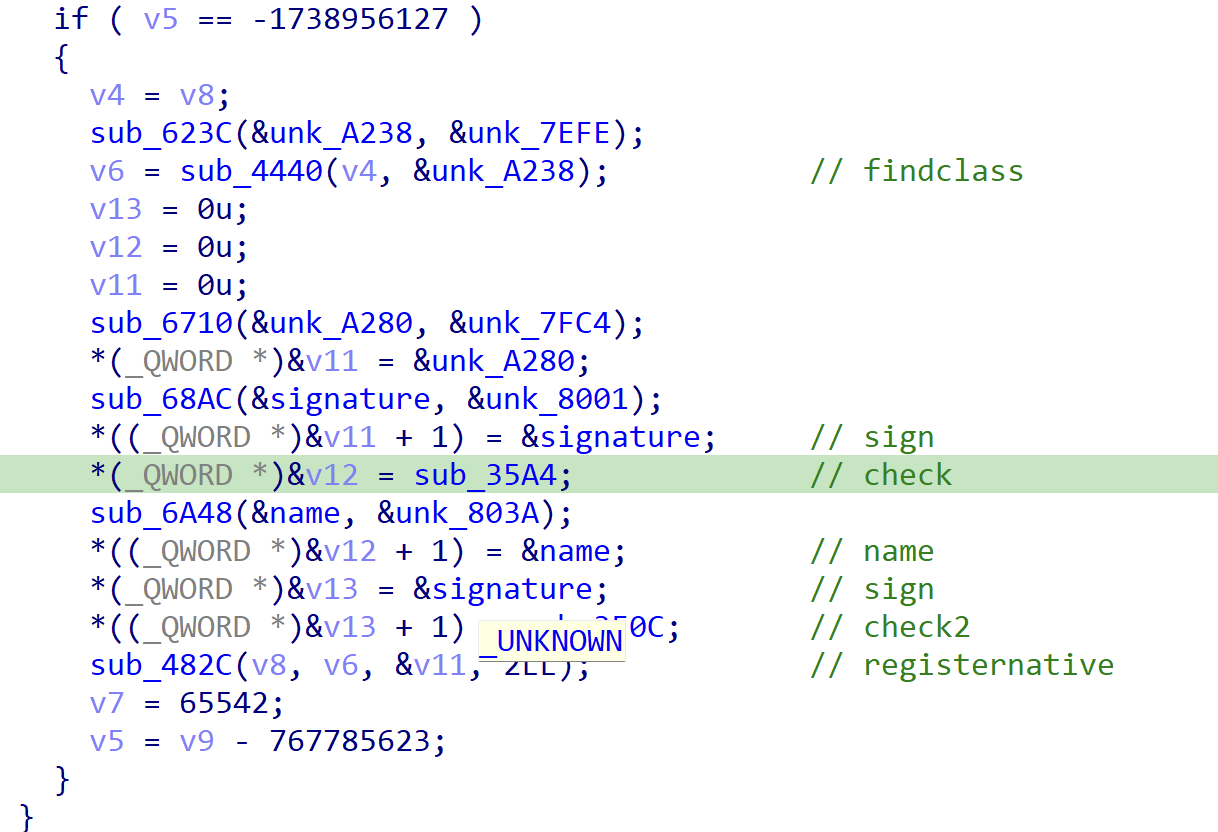 if ( v5 == -1738956127 )
{
v4 = v8;
sub_623C(&unk_A238, &unk_7EFE);
v6 = sub_4440(v4, &unk_A238); // findclass
v13 = 0u;
v12 = 0u;
v11 = 0u;
sub_6710(&unk_A280, &unk_7FC4);
*(_QWORD *)&v11 = &unk_A280;
sub_68AC(&signature, &unk_8001);
*((_QWORD *)&v11 + 1) = &signature; // sign
*(_QWORD *)&v12 = sub_35A4; // check
sub_6A48(&name, &unk_803A);
*((_QWORD *)&v12 + 1) = &name; // name
*(_QWORD *)&v13 = &signature; // sign
*((_QWORD *)&v13 + 1) 0C; // check2
_UNKNOWN
sub_482C(v8, v6, &v11, 2LL); // registernative
v7 = 65542;
v5 = v9 - 767785623;
}
}